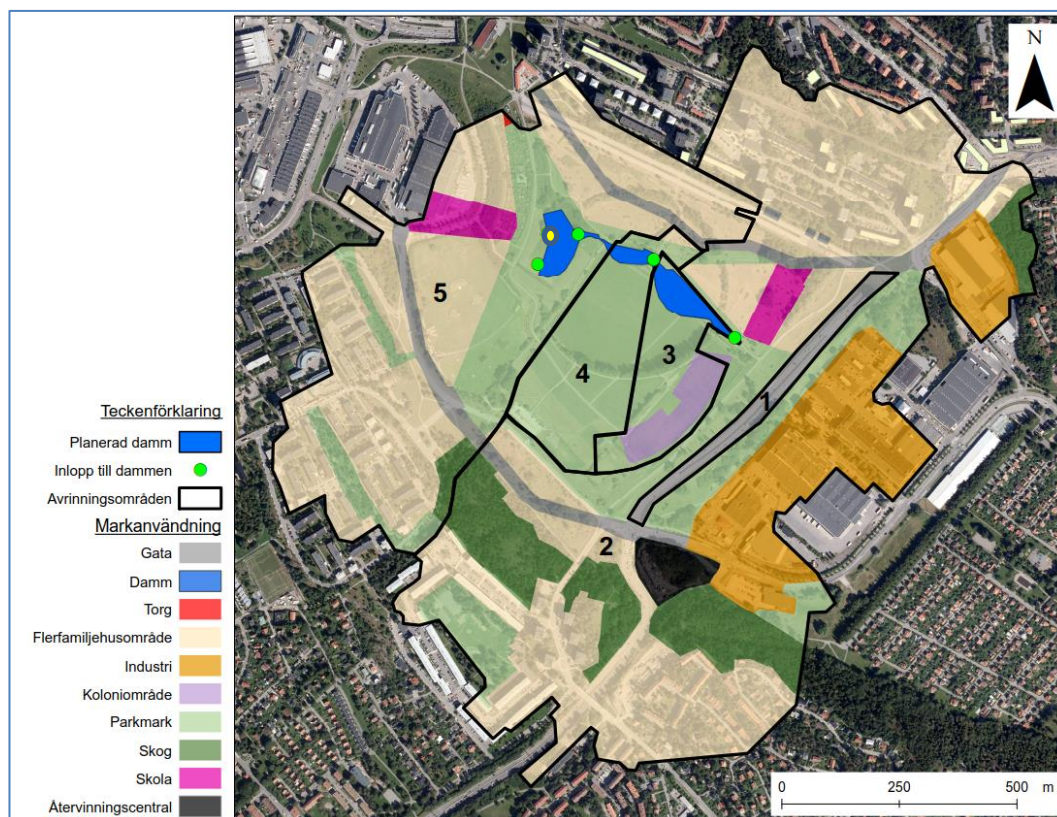 N
5
4
3
1
2
Teckenförklaring
Planerad damm
Inlopp till dammen
Avrinningsområden
Markanvändning
Gata
Damm
Torg
Flerfamiljehusområde
Industri
Koloniområde
Parkmark
Skog
Skola
Återvinningscentral
0 250 500 m